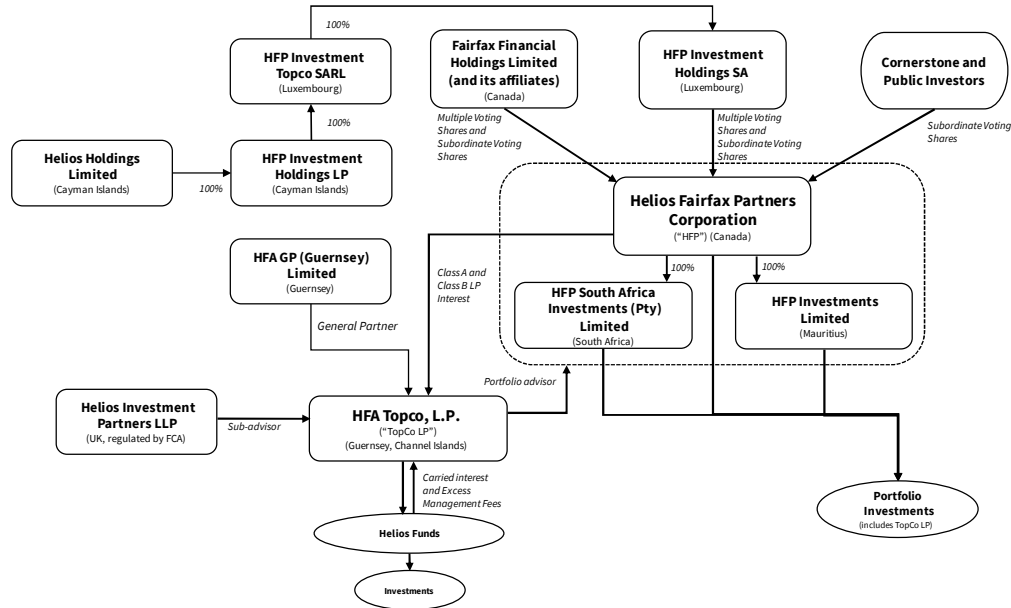 100%
HFP Investment
Topco SARL
(Luxembourg)
Fairfax Financial
Holdings Limited
(and its affiliates)
(Canada)
HFP Investment
Holdings SA
(Luxembourg)
Cornerstone and
Public Investors
100%
Multiple Voting
Shares and
Subordinate Voting
Shares
Multiple Voting
Shares and
Subordinate Voting
Shares
Subordinate Voting
Shares
Helios Holdings
Limited
(Cayman Islands)
100%
HFP Investment
Holdings LP
(Cayman Islands)
Helios Fairfax Partners
Corporation
("HFP") (Canada)
HFA GP (Guernsey)
Limited
(Guernsey)
Class A and
Class B LP
Interest
100%
100%
HFP South Africa
Investments (Pty)
Limited
(South Africa)
HFP Investments
Limited
(Mauritius)
General Partner
Portfolio advisor
Helios Investment
Partners LLP
(UK, regulated by FCA)
Sub-advisor
HFA Topco, L.P.
("TopCo LP")
(Guernsey, Channel Islands)
Carried interest
and Excess
Management Fees
Portfolio
Investments
(includes TopCo LP)
Helios Funds
Investments